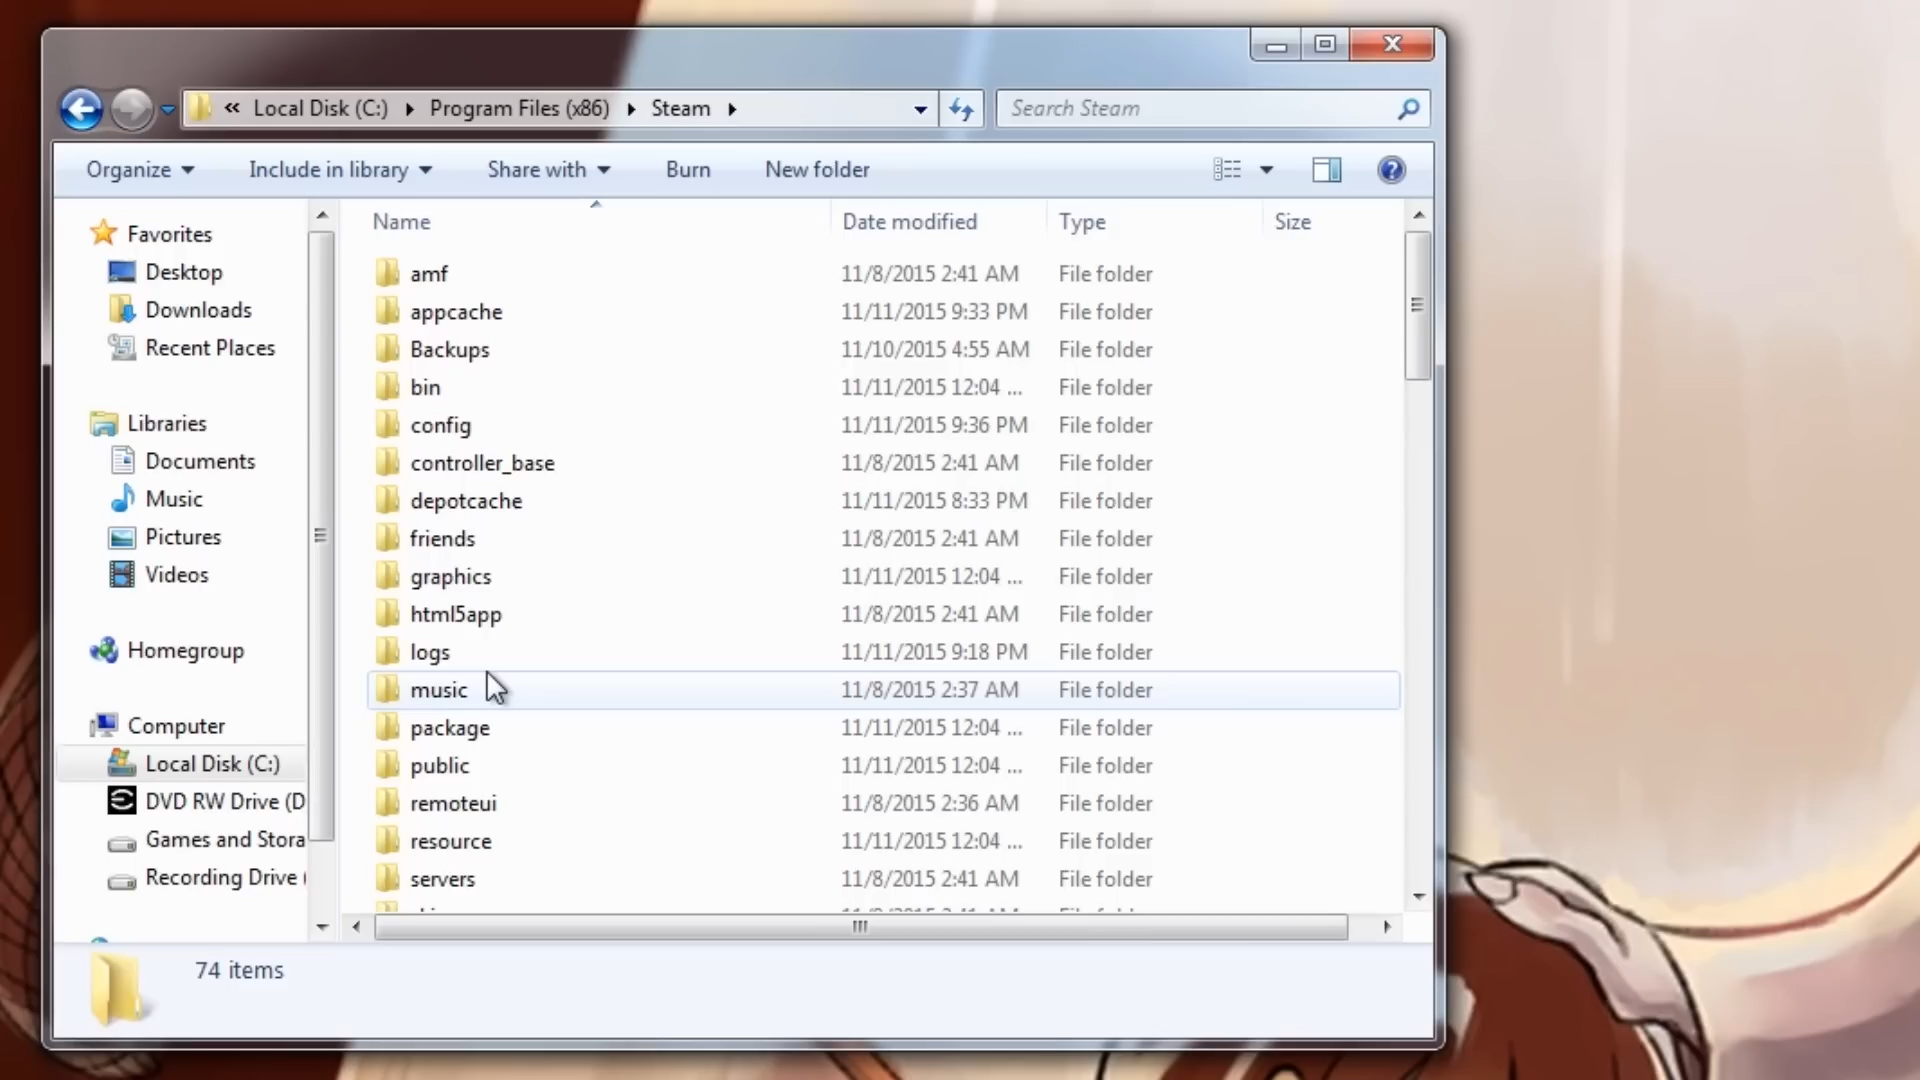 « Local Disk (C:) Program Files (x86) Steam
Search Steam
Organize Include in library Share with Burn New folder
Name Date modified Type Size
Favorites
Desktop
Downloads
Recent Places
Libraries
Documents
Music
Pictures
Videos
Homegroup
Computer
Local Disk (C:)
DVD RW Drive (D
Games and Stora
Recording Drive (
amf 11/8/2015 2:41 AM File folder
appcache 11/11/2015 9:33 PM File folder
Backups 11/10/2015 4:55 AM File folder
bin 11/11/2015 12:04 ... File folder
config 11/11/2015 9:36 PM File folder
controller_base 11/8/2015 2:41 AM File folder
depotcache 11/11/2015 8:33 PM File folder
friends 11/8/2015 2:41 AM File folder
graphics 11/11/2015 12:04 ... File folder
html5app 11/8/2015 2:41 AM File folder
logs 11/11/2015 9:18 PM File folder
music 11/8/2015 2:37 AM File folder
package 11/11/2015 12:04 ... File folder
public 11/11/2015 12:04 ... File folder
remoteui 11/8/2015 2:36 AM File folder
resource 11/11/2015 12:04 ... File folder
servers 11/8/2015 2:41 AM File folder
74 items